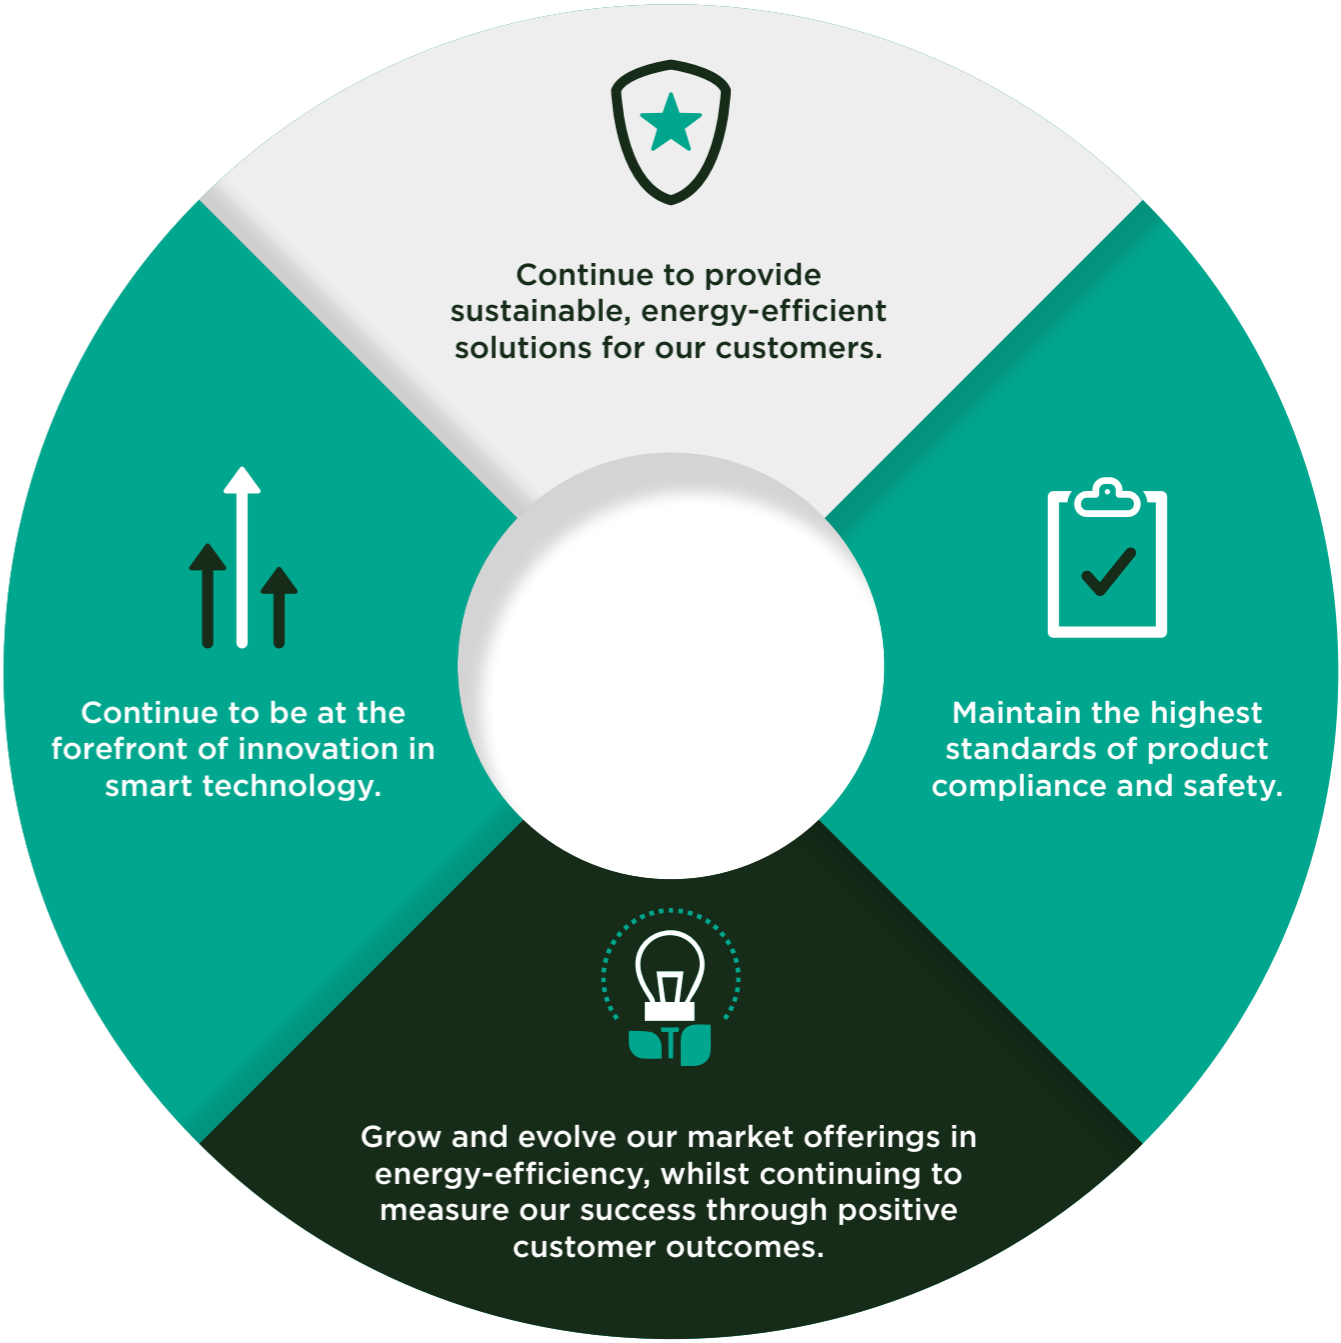 Continue to provide
sustainable, energy-efficient
solutions for our customers.
Continue to be at the
forefront of innovation in
smart technology.
Maintain the highest
standards of product
compliance and safety.
Grow and evolve our market offerings in
energy-efficiency, whilst continuing to
measure our success through positive
customer outcomes.